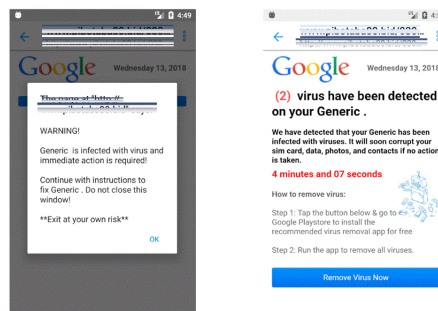 4:49
Google
Wednesday 13, 2018
The page at "http://
WARNING!
Generic is infected with virus and
immediate action is required!
Continue with instructions to
fix Generic . Do not close this
window!
**Exit at your own risk**
OK
Google
Wednesday 13, 2018
(2) virus have been detected
on your Generic .
We have detected that your Generic has been
infected with viruses. It will soon corrupt your
sim card, data, photos, and contacts if no action
is taken.
4 minutes and 07 seconds
How to remove virus:
Step 1: Tap the button below & go to
Google Playstore to install the
recommended virus removal app for free
Step 2: Run the app to remove all viruses.
Remove Virus Now